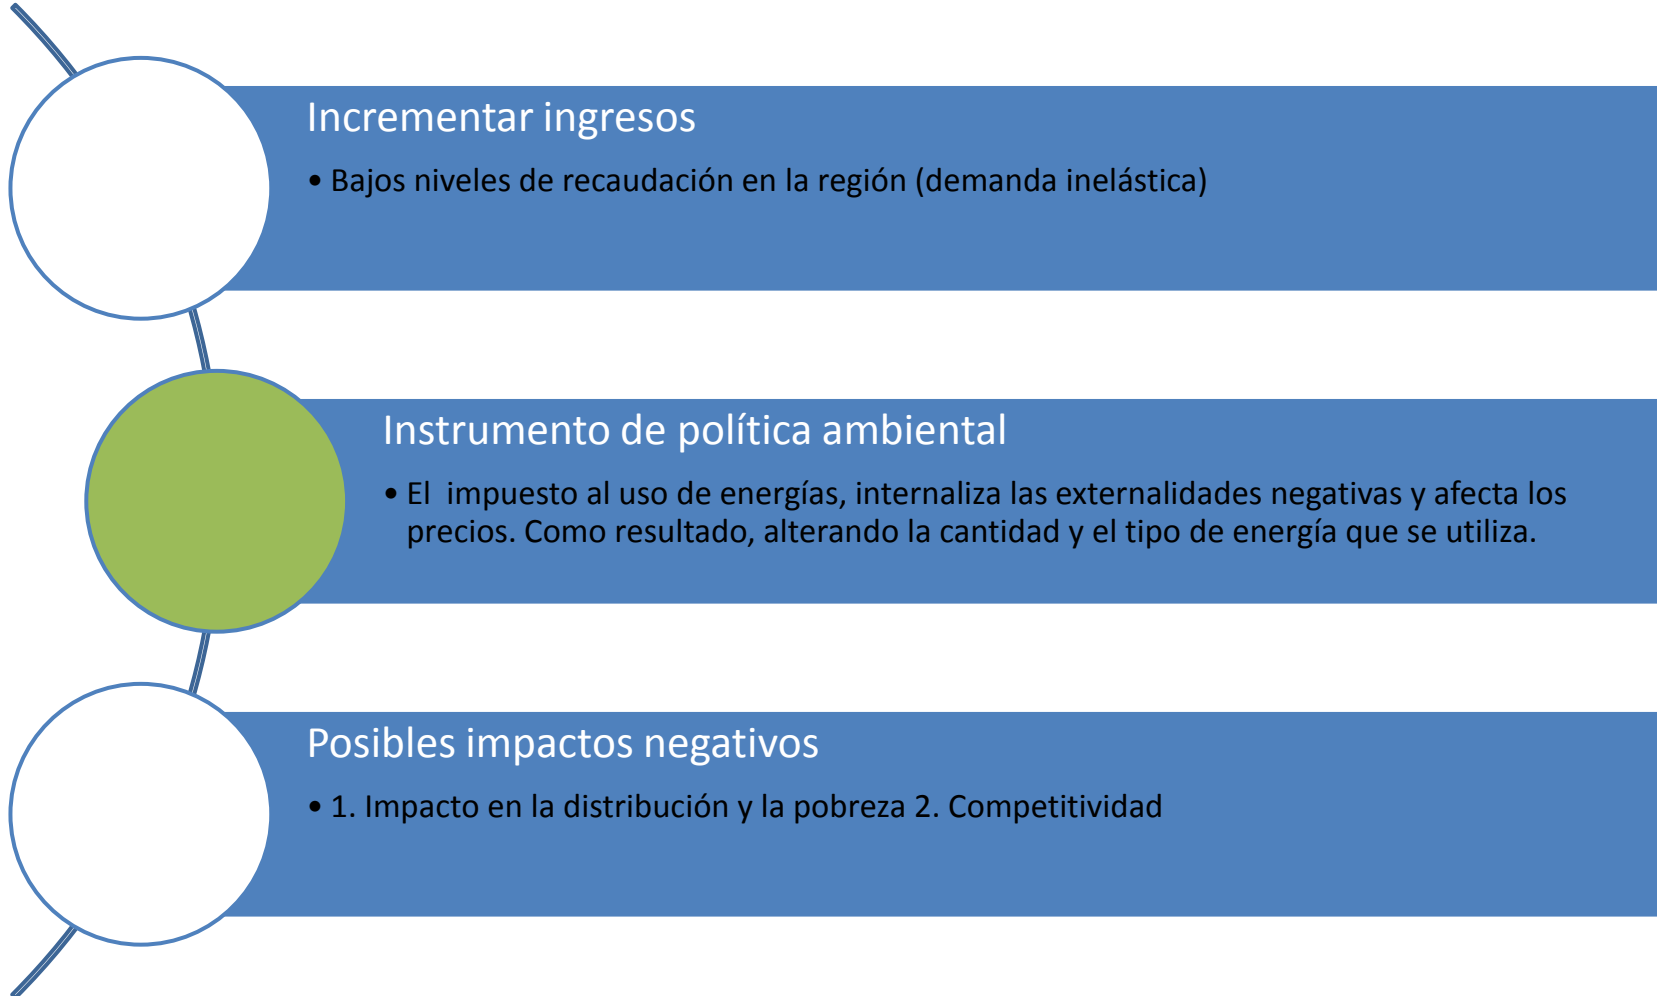 Incrementar ingresos
• Bajos niveles de recaudación en la región (demanda inelástica)
Instrumento de política ambiental
• El  impuesto al uso de energías, internaliza las externalidades negativas y afecta los
precios. Como resultado, alterando la cantidad y el tipo de energía que se utiliza.
Posibles impactos negativos
• 1. Impacto en la distribución y la pobreza 2. Competitividad